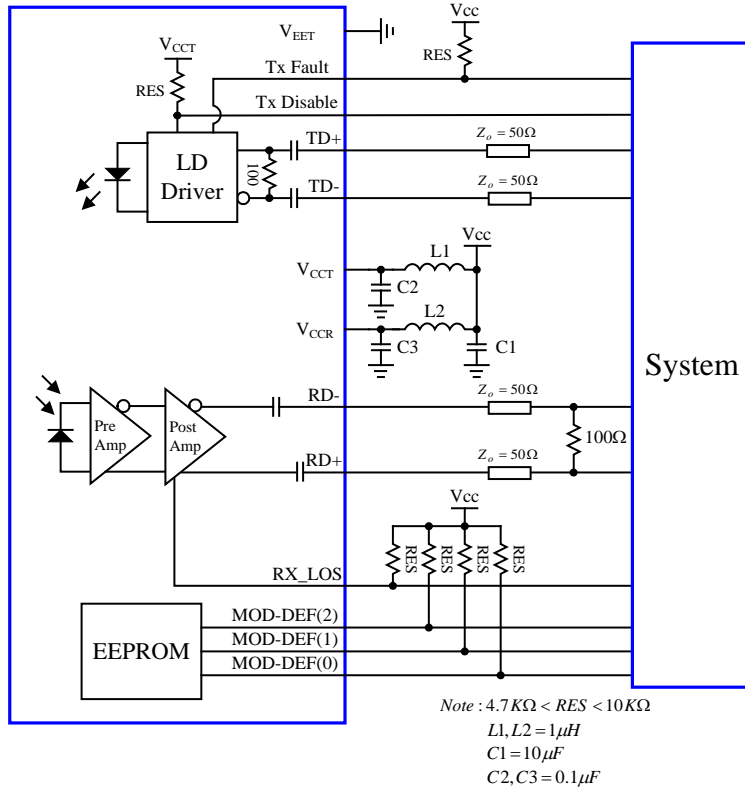 V_EET
Vcc
V_CCT
RES
RES
Tx Fault
Tx Disable
TD+
Z_o = 50Ω
LD
Driver
100
TD-
Z_o = 50Ω
Vcc
L1
V_CCT
C2
L2
V_CCR
C3
C1
System
RD-
Z_o = 50Ω
Pre
Amp
Post
Amp
100Ω
RD+
Z_o = 50Ω
Vcc
RES
RES
RES
RES
RX_LOS
EEPROM
MOD-DEF(2)
MOD-DEF(1)
MOD-DEF(0)
Note : 4.7KΩ < RES < 10KΩ
L1, L2 = 1μH
C1 = 10μF
C2, C3 = 0.1μF